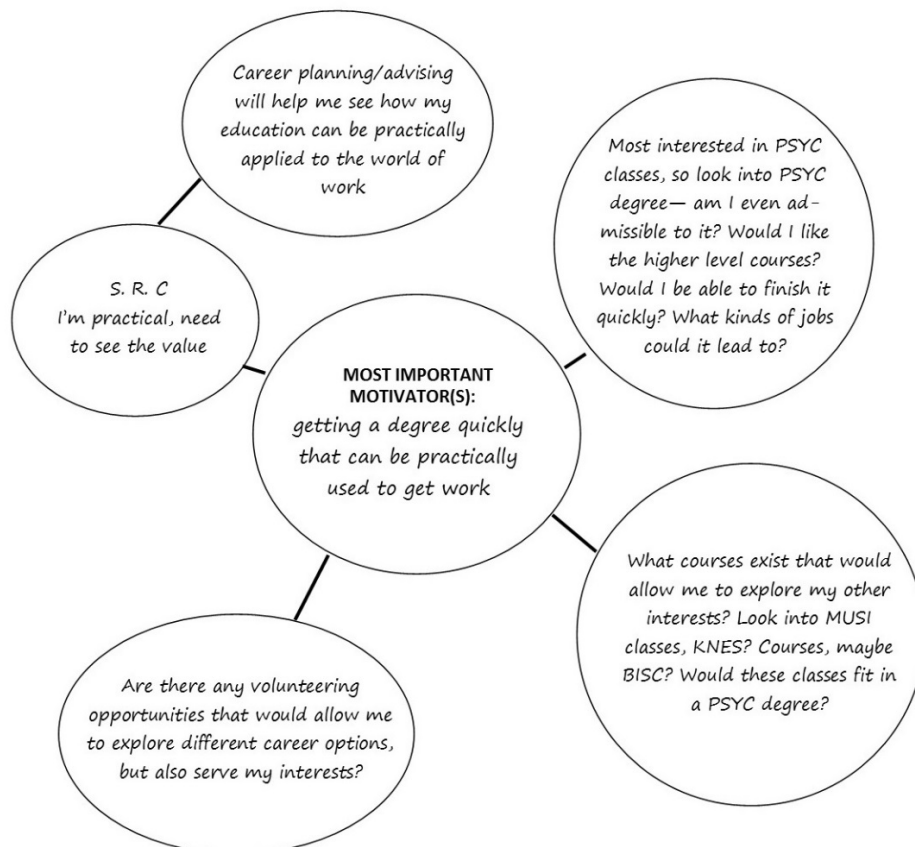 Career planning/advising
will help me see how my
education can be practically
applied to the world of
work
Most interested in PSYC
classes, so look into PSYC
degree— am I even ad-
missible to it? Would I like
the higher level courses?
Would I be able to finish it
quickly? What kinds of jobs
could it lead to?
S. R. C
I'm practical, need
to see the value
MOST IMPORTANT
MOTIVATOR(S):
getting a degree quickly
that can be practically
used to get work
What courses exist that would
allow me to explore my other
interests? Look into MUSI
classes, KNES? Courses, maybe
BISC? Would these classes fit in
a PSYC degree?
Are there any volunteering
opportunities that would allow me
to explore different career options,
but also serve my interests?